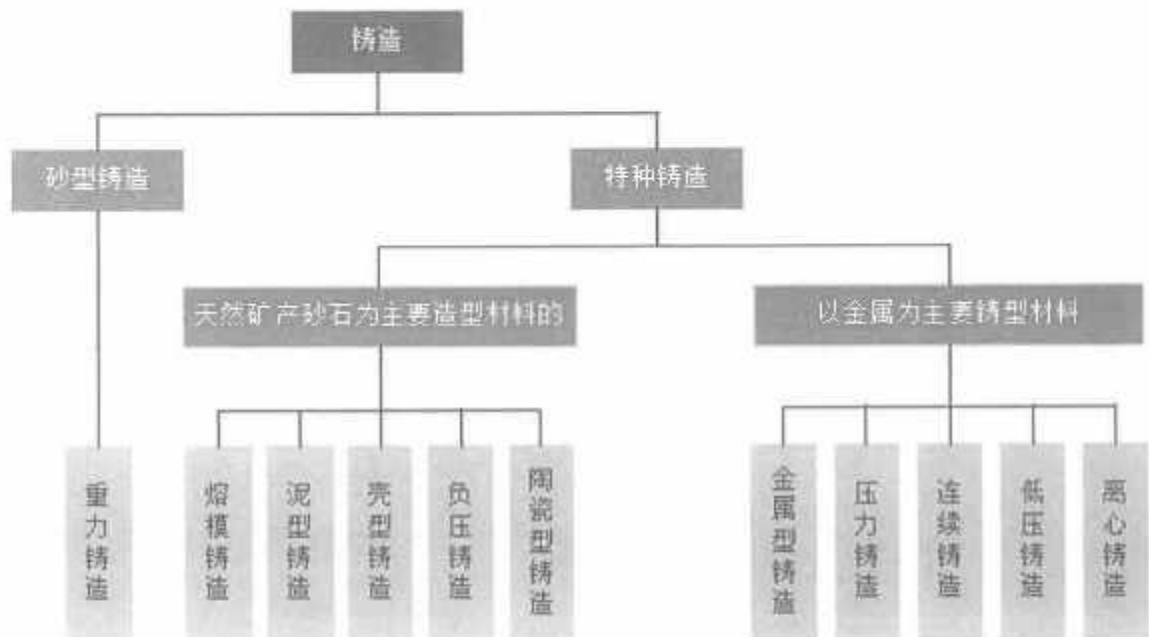 铸造
砂型铸造
特种铸造
天然矿产砂石为主要造型材料的
以金属为主要铸型材料
重力铸造
熔模铸造
泥型铸造
壳型铸造
负压铸造
陶瓷型铸造
金属型铸造
压力铸造
连续铸造
低压铸造
离心铸造